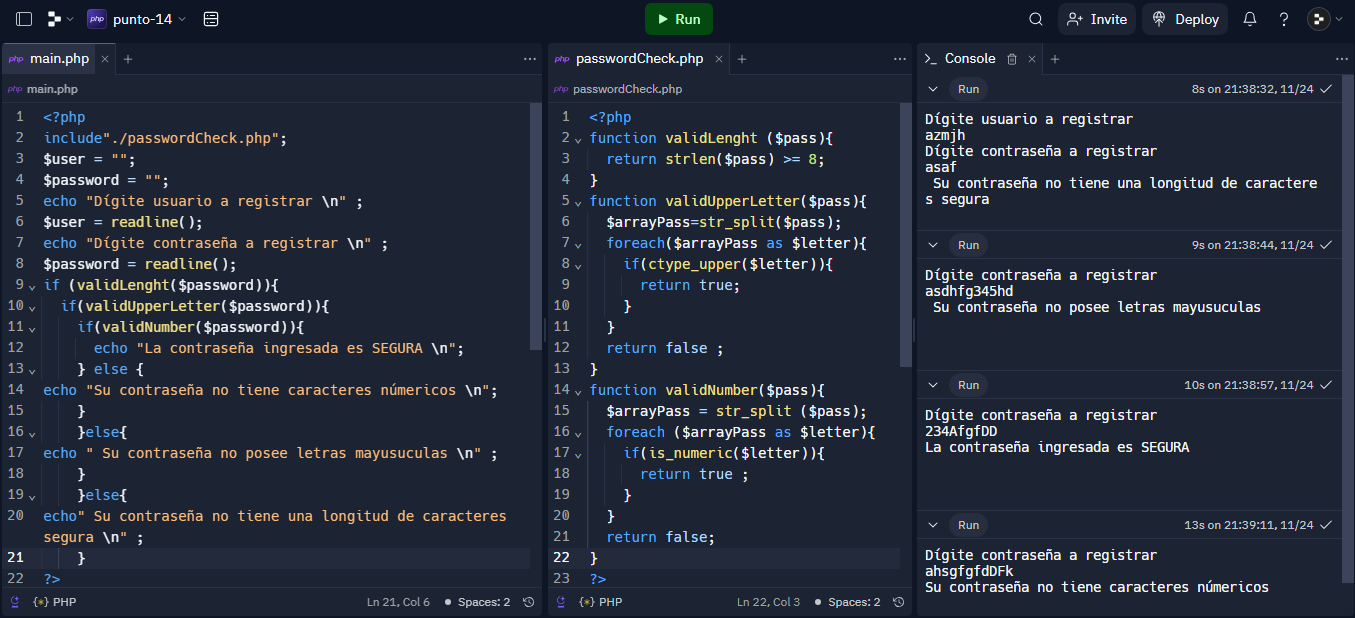 php punto-14 Run Invite Deploy ?
php main.php × +
php main.php
1 <?php
2 include"./passwordCheck.php";
3 $user = "";
4 $password = "";
5 echo "Dígite usuario a registrar \n" ;
6 $user = readline();
7 echo "Dígite contraseña a registrar \n" ;
8 $password = readline();
9 if (validLenght($password)){
10 if(validUpperLetter($password)){
11 if(validNumber($password)){
12 echo "La contraseña ingresada es SEGURA \n";
13 } else {
14 echo "Su contraseña no tiene caracteres númericos \n";
15 }
16 }else{
17 echo " Su contraseña no posee letras mayusuculas \n" ;
18 }
19 }else{
20 echo" Su contraseña no tiene una longitud de caracteres
segura \n" ;
21 }
22 ?>
{*} PHP Ln 21, Col 6 Spaces: 2
php passwordCheck.php × +
php passwordCheck.php
1 <?php
2 function validLenght ($pass){
3 return strlen($pass) >= 8;
4 }
5 function validUpperLetter($pass){
6 $arrayPass=str_split($pass);
7 foreach($arrayPass as $letter){
8 if(ctype_upper($letter)){
9 return true;
10 }
11 }
12 return false ;
13 }
14 function validNumber($pass){
15 $arrayPass = str_split ($pass);
16 foreach ($arrayPass as $letter){
17 if(is_numeric($letter)){
18 return true ;
19 }
20 }
21 return false;
22 }
23 ?>
{*} PHP Ln 22, Col 3 Spaces: 2
Console × +
Run 8s on 21:38:32, 11/24
Dígite usuario a registrar
azmjh
Dígite contraseña a registrar
asaf
Su contraseña no tiene una longitud de caractere
s segura
Run 9s on 21:38:44, 11/24
Dígite contraseña a registrar
asdhfg345hd
Su contraseña no posee letras mayusuculas
Run 10s on 21:38:57, 11/24
Dígite contraseña a registrar
234AfgfDD
La contraseña ingresada es SEGURA
Run 13s on 21:39:11, 11/24
Dígite contraseña a registrar
ahsgfgfdDFk
Su contraseña no tiene caracteres númericos